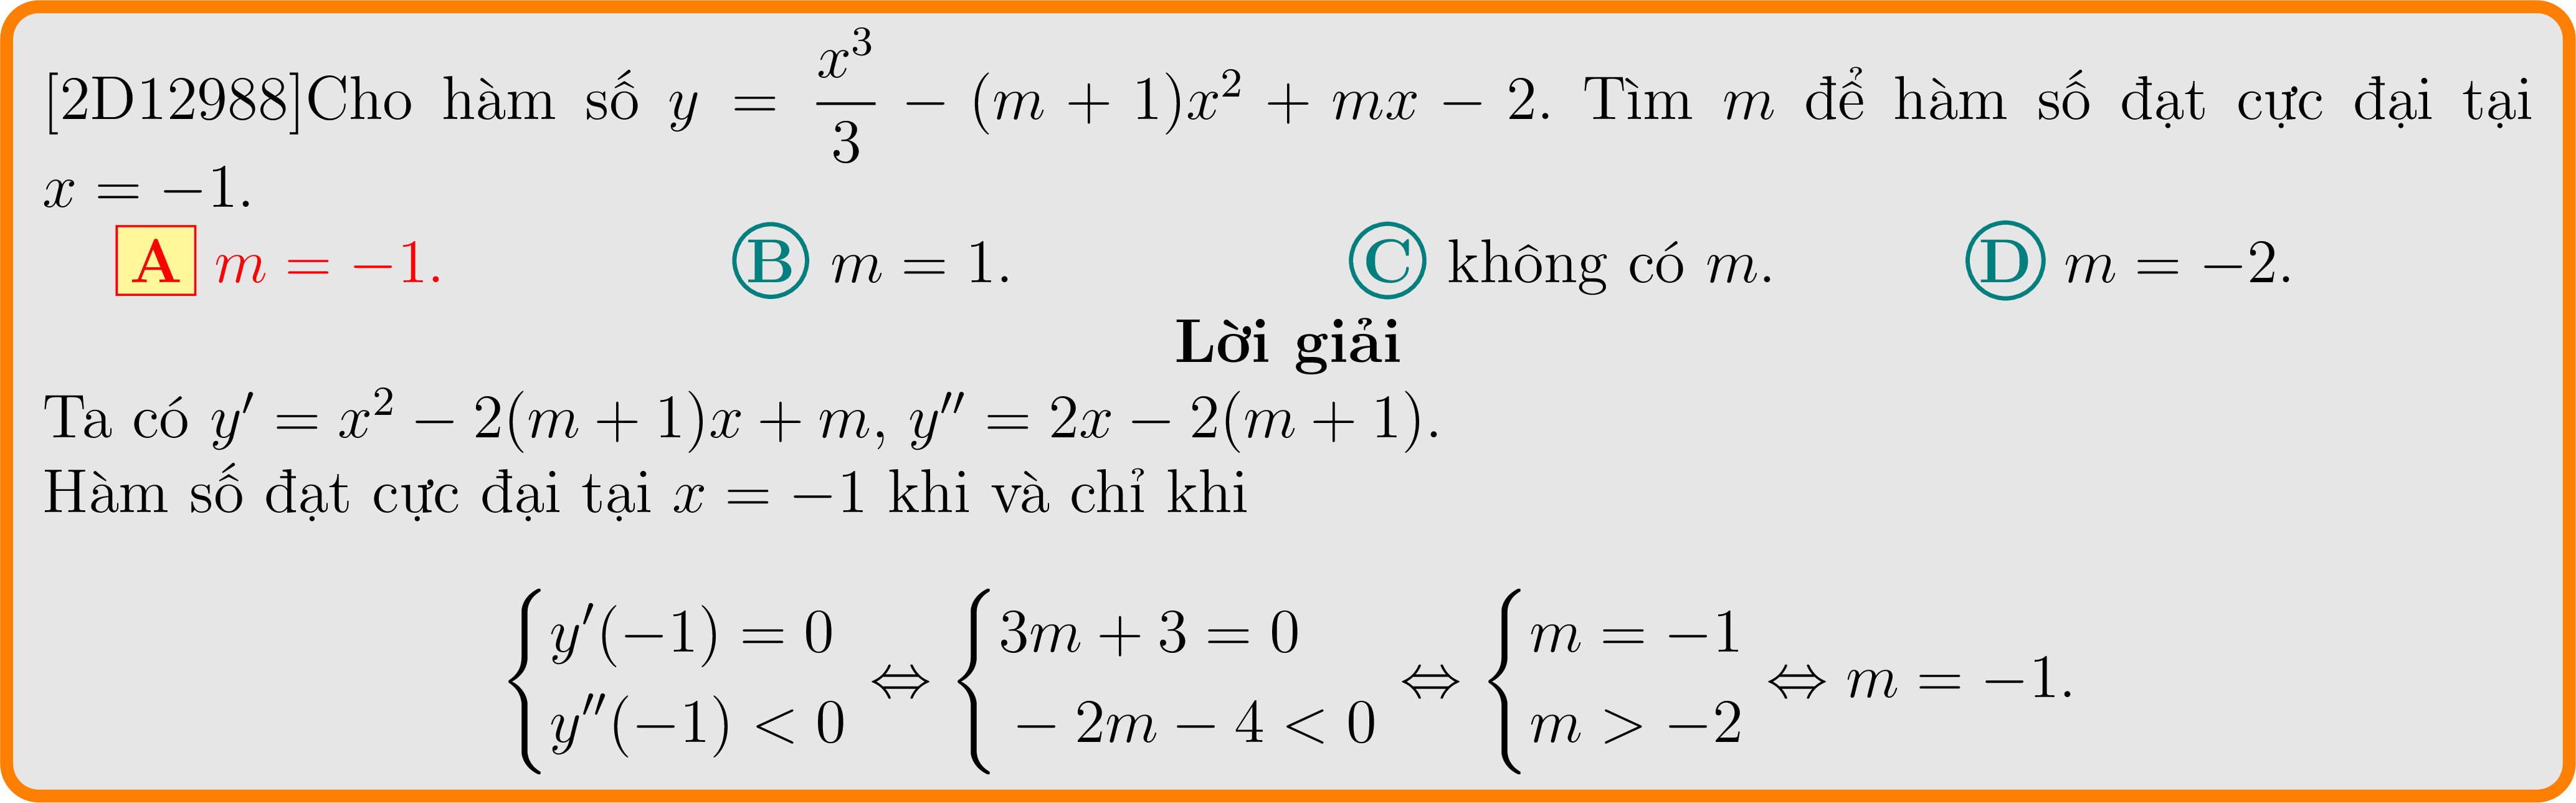 [2D12988]Cho hàm số $y = \dfrac{x^3}{3} - (m + 1)x^2 + mx - 2$. Tìm $m$ để hàm số đạt cực đại tại
$x = -1$.
A $m = -1$. B $m = 1$. C không có $m$. D $m = -2$.
Lời giải
Ta có $y' = x^2 - 2(m + 1)x + m$, $y'' = 2x - 2(m + 1)$.
Hàm số đạt cực đại tại $x = -1$ khi và chỉ khi
$\begin{cases} y'(-1) = 0 \\ y''(-1) < 0 \end{cases} \Leftrightarrow \begin{cases} 3m + 3 = 0 \\ -2m - 4 < 0 \end{cases} \Leftrightarrow \begin{cases} m = -1 \\ m > -2 \end{cases} \Leftrightarrow m = -1.$